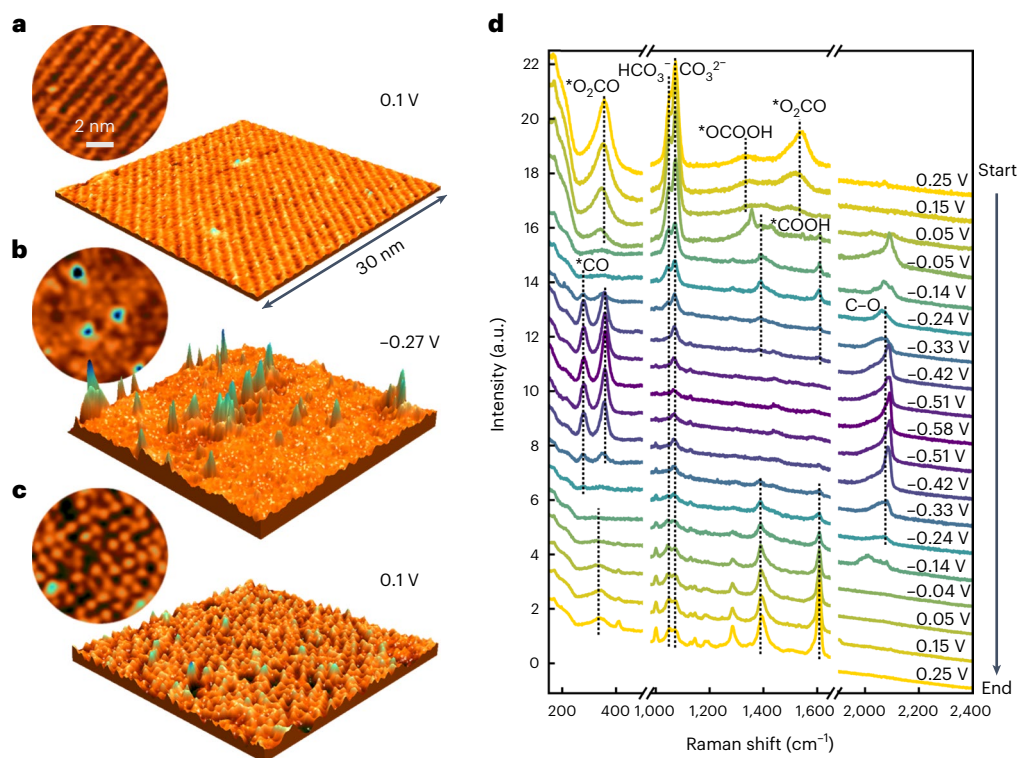 a
2 nm
0.1 V
30 nm
b
−0.27 V
c
0.1 V
d
Intensity (a.u.)
22
20
18
16
14
12
10
8
6
4
2
0
HCO₃⁻ CO₃²⁻
*O₂CO
*O₂CO
*OCOOH
*COOH
*CO
C–O
Start
0.25 V
0.15 V
0.05 V
−0.05 V
−0.14 V
−0.24 V
−0.33 V
−0.42 V
−0.51 V
−0.58 V
−0.51 V
−0.42 V
−0.33 V
−0.24 V
−0.14 V
−0.04 V
0.05 V
0.15 V
0.25 V
End
200 400 1,000 1,200 1,400 1,600 2,000 2,200 2,400
Raman shift (cm⁻¹)